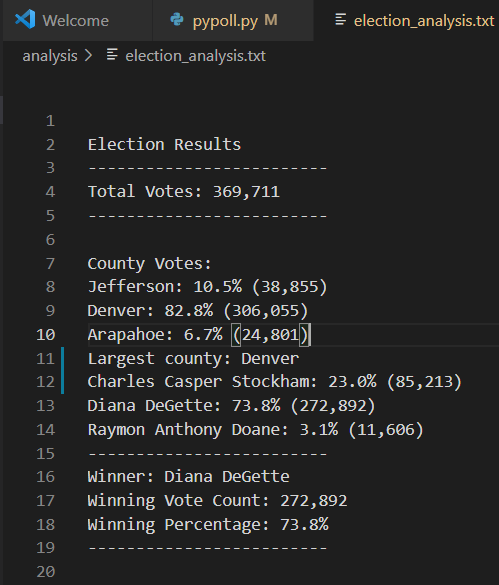 Welcome pypoll.py M election_analysis.txt
analysis > election_analysis.txt
1
2 Election Results
3 -------------------------
4 Total Votes: 369,711
5 -------------------------
6
7 County Votes:
8 Jefferson: 10.5% (38,855)
9 Denver: 82.8% (306,055)
10 Arapahoe: 6.7% (24,801)
11 Largest county: Denver
12 Charles Casper Stockham: 23.0% (85,213)
13 Diana DeGette: 73.8% (272,892)
14 Raymon Anthony Doane: 3.1% (11,606)
15 -------------------------
16 Winner: Diana DeGette
17 Winning Vote Count: 272,892
18 Winning Percentage: 73.8%
19 -------------------------
20